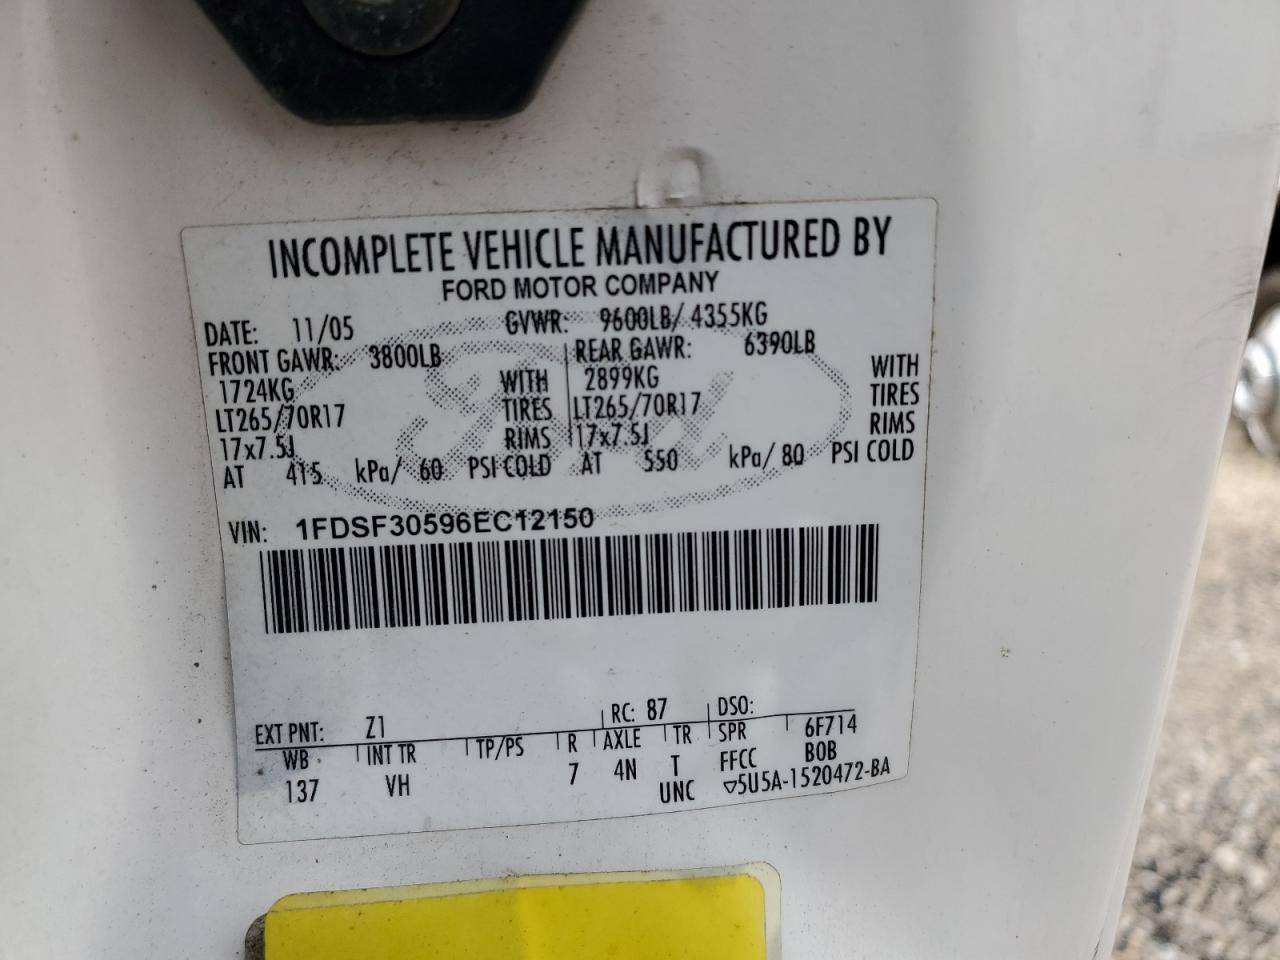 INCOMPLETE VEHICLE MANUFACTURED BY
FORD MOTOR COMPANY
DATE: 11/05 GVWR: 9600LB/ 4355KG
FRONT GAWR: 3800LB REAR GAWR: 6390LB
1724KG WITH 2899KG WITH
LT265/70R17 TIRES LT265/70R17 TIRES
17x7.5J RIMS 17x7.5J RIMS
AT 415 kPa/ 60 PSI COLD AT 550 kPa/ 80 PSI COLD
VIN: 1FDSF30596EC12150
EXT PNT: Z1 RC: 87 DSO:
WB INT TR TP/PS R AXLE TR SPR 6F714
137 VH 7 4N T FFCC BOB
UNC ▽5U5A-1520472-BA